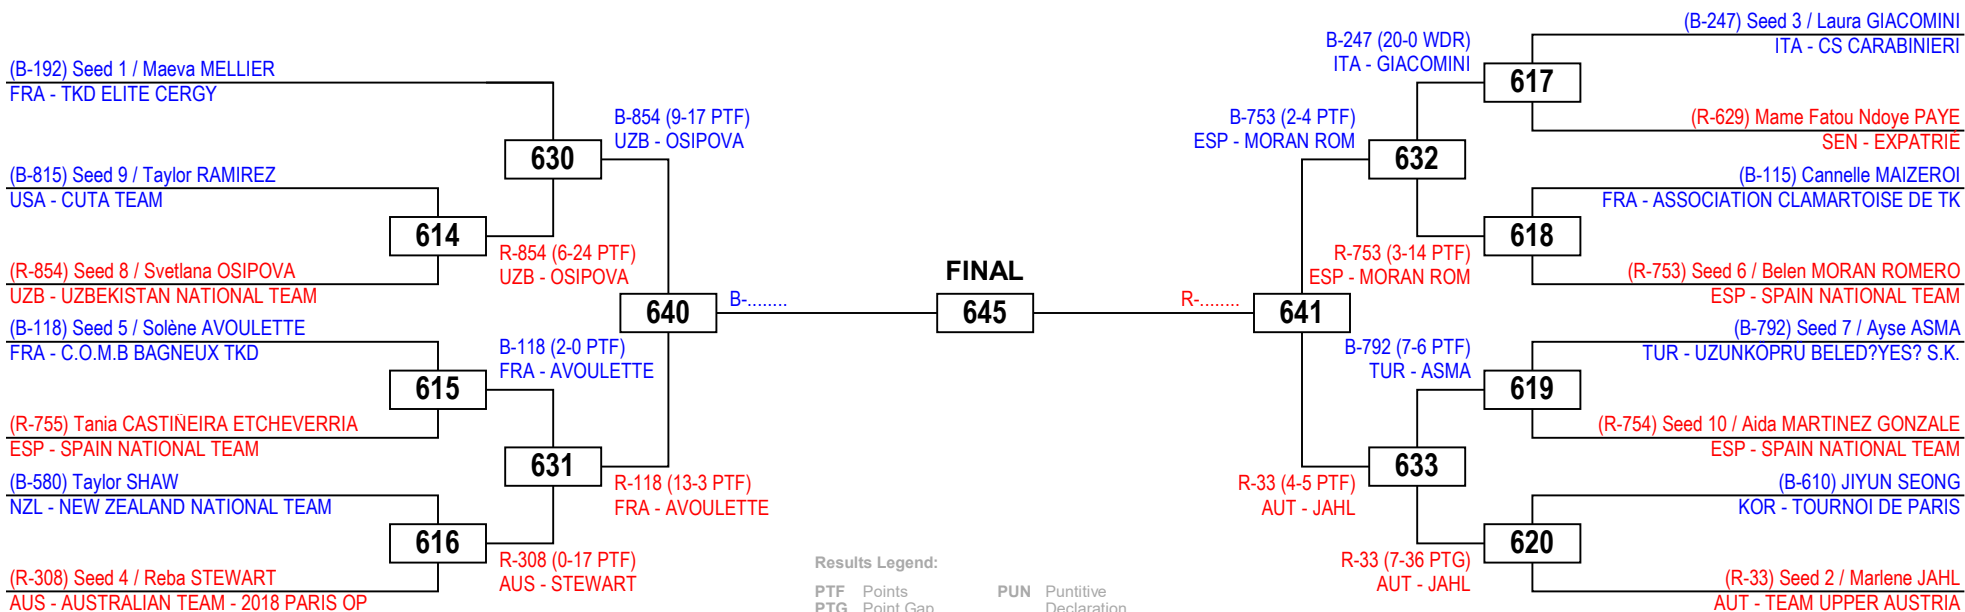 (B-192) Seed 1 / Maeva MELLIER
FRA - TKD ELITE CERGY
(B-815) Seed 9 / Taylor RAMIREZ
USA - CUTA TEAM
(R-854) Seed 8 / Svetlana OSIPOVA
UZB - UZBEKISTAN NATIONAL TEAM
(B-118) Seed 5 / Solène AVOULETTE
FRA - C.O.M.B BAGNEUX TKD
(R-755) Tania CASTIÑEIRA ETCHEVERRIA
ESP - SPAIN NATIONAL TEAM
(B-580) Taylor SHAW
NZL - NEW ZEALAND NATIONAL TEAM
(R-308) Seed 4 / Reba STEWART
AUS - AUSTRALIAN TEAM - 2018 PARIS OP
614
615
616
630
R-854 (6-24 PTF)
UZB - OSIPOVA
B-118 (2-0 PTF)
FRA - AVOULETTE
631
R-308 (0-17 PTF)
AUS - STEWART
B-854 (9-17 PTF)
UZB - OSIPOVA
640
R-118 (13-3 PTF)
FRA - AVOULETTE
B-........
FINAL
645
R-........
641
B-753 (2-4 PTF)
ESP - MORAN ROM
R-33 (4-5 PTF)
AUT - JAHL
B-247 (20-0 WDR)
ITA - GIACOMINI
632
R-753 (3-14 PTF)
ESP - MORAN ROM
B-792 (7-6 PTF)
TUR - ASMA
633
R-33 (7-36 PTG)
AUT - JAHL
617
618
619
620
(B-247) Seed 3 / Laura GIACOMINI
ITA - CS CARABINIERI
(R-629) Mame Fatou Ndoye PAYE
SEN - EXPATRIÉ
(B-115) Cannelle MAIZEROI
FRA - ASSOCIATION CLAMARTOISE DE TK
(R-753) Seed 6 / Belen MORAN ROMERO
ESP - SPAIN NATIONAL TEAM
(B-792) Seed 7 / Ayse ASMA
TUR - UZUNKÖPRU BELED?YES? S.K.
(R-754) Seed 10 / Aida MARTINEZ GONZALE
ESP - SPAIN NATIONAL TEAM
(B-610) JIYUN SEONG
KOR - TOURNOI DE PARIS
(R-33) Seed 2 / Marlene JAHL
AUT - TEAM UPPER AUSTRIA
Results Legend:
PTF Points PUN Puntitive
PTG Point Gap Declaration